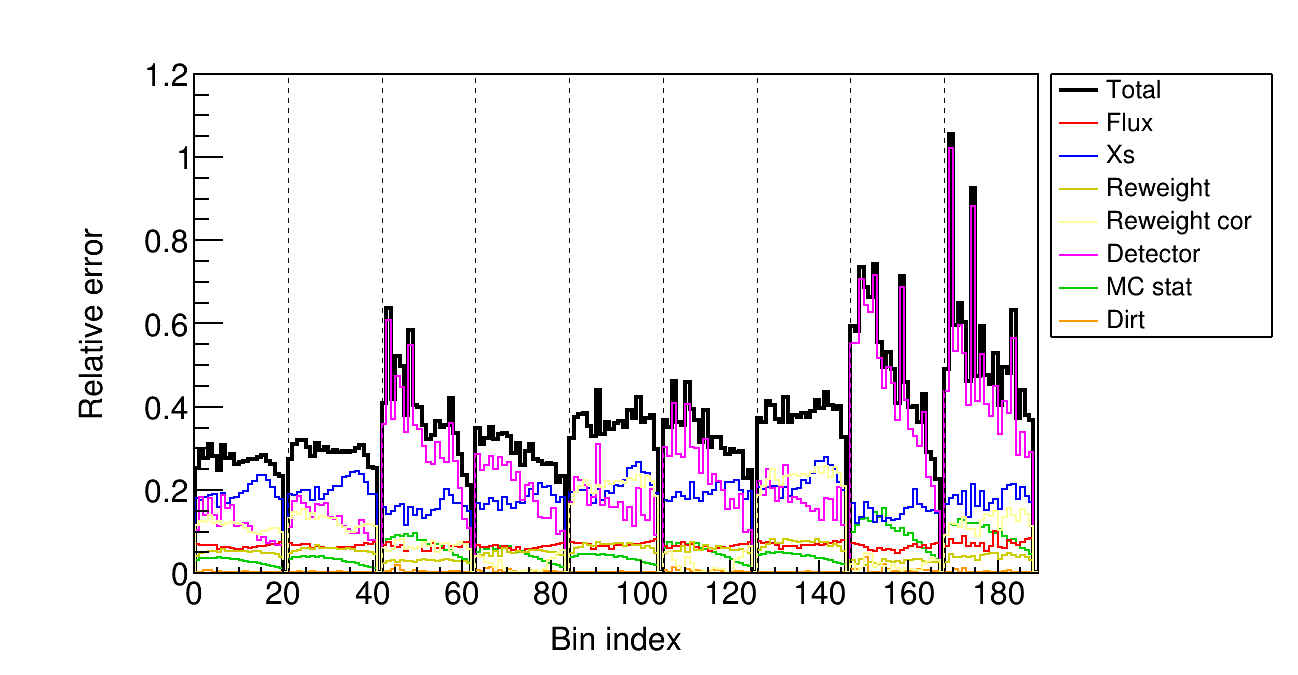 1.2
1
0.8
0.6
0.4
0.2
0
Relative error
0 20 40 60 80 100 120 140 160 180
Bin index
Total
Flux
Xs
Reweight
Reweight cor
Detector
MC stat
Dirt